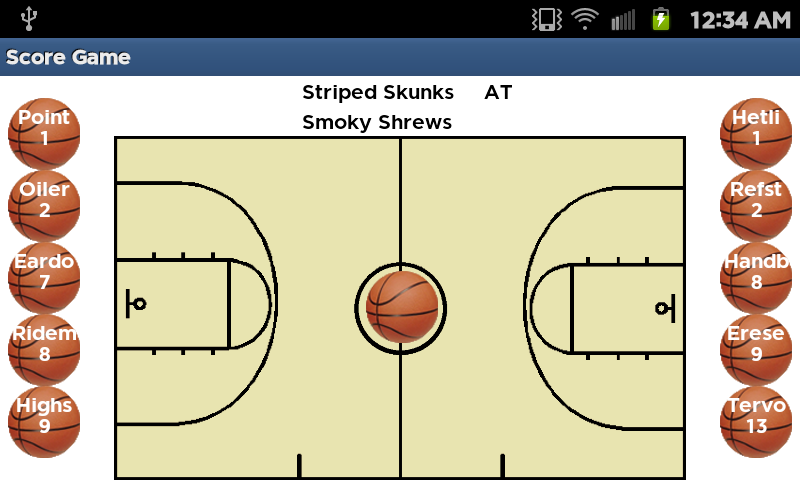 12:34 AM
Score Game
Striped Skunks AT
Smoky Shrews
Point
1
Oiler
2
Eardo
7
Ridem
8
Highs
9
Hetli
1
Refst
2
Handb
8
Erese
9
Tervo
13